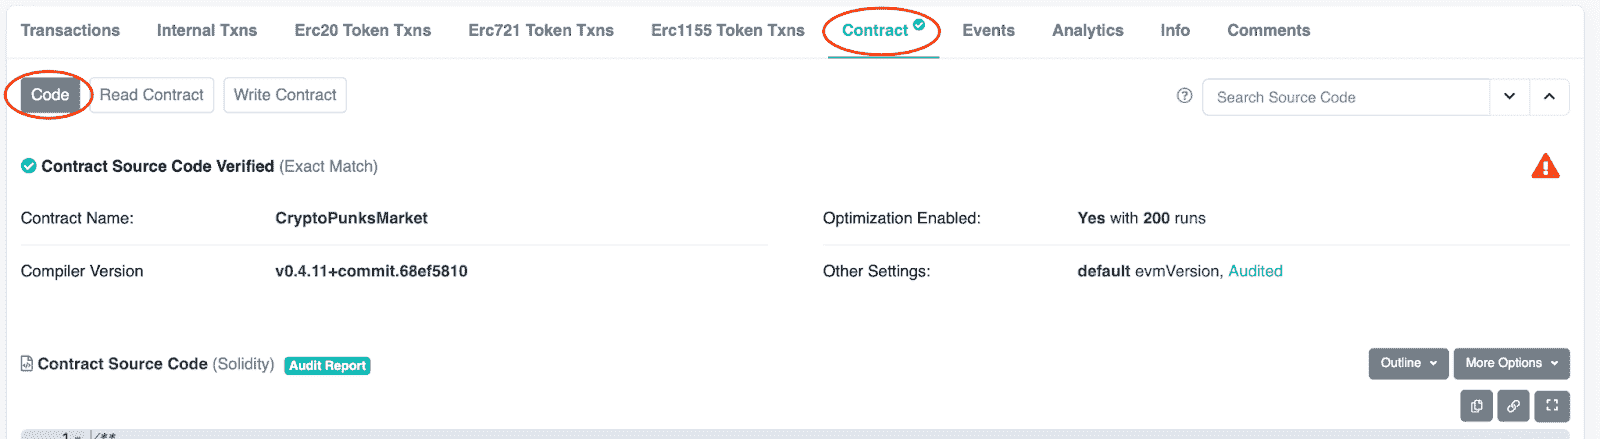 Transactions Internal Txns Erc20 Token Txns Erc721 Token Txns Erc1155 Token Txns Contract Events Analytics Info Comments
Code Read Contract Write Contract Search Source Code
Contract Source Code Verified (Exact Match)
Contract Name: CryptoPunksMarket Optimization Enabled: Yes with 200 runs
Compiler Version v0.4.11+commit.68ef5810 Other Settings: default evmVersion, Audited
Contract Source Code (Solidity) Audit Report Outline More Options
1 /**